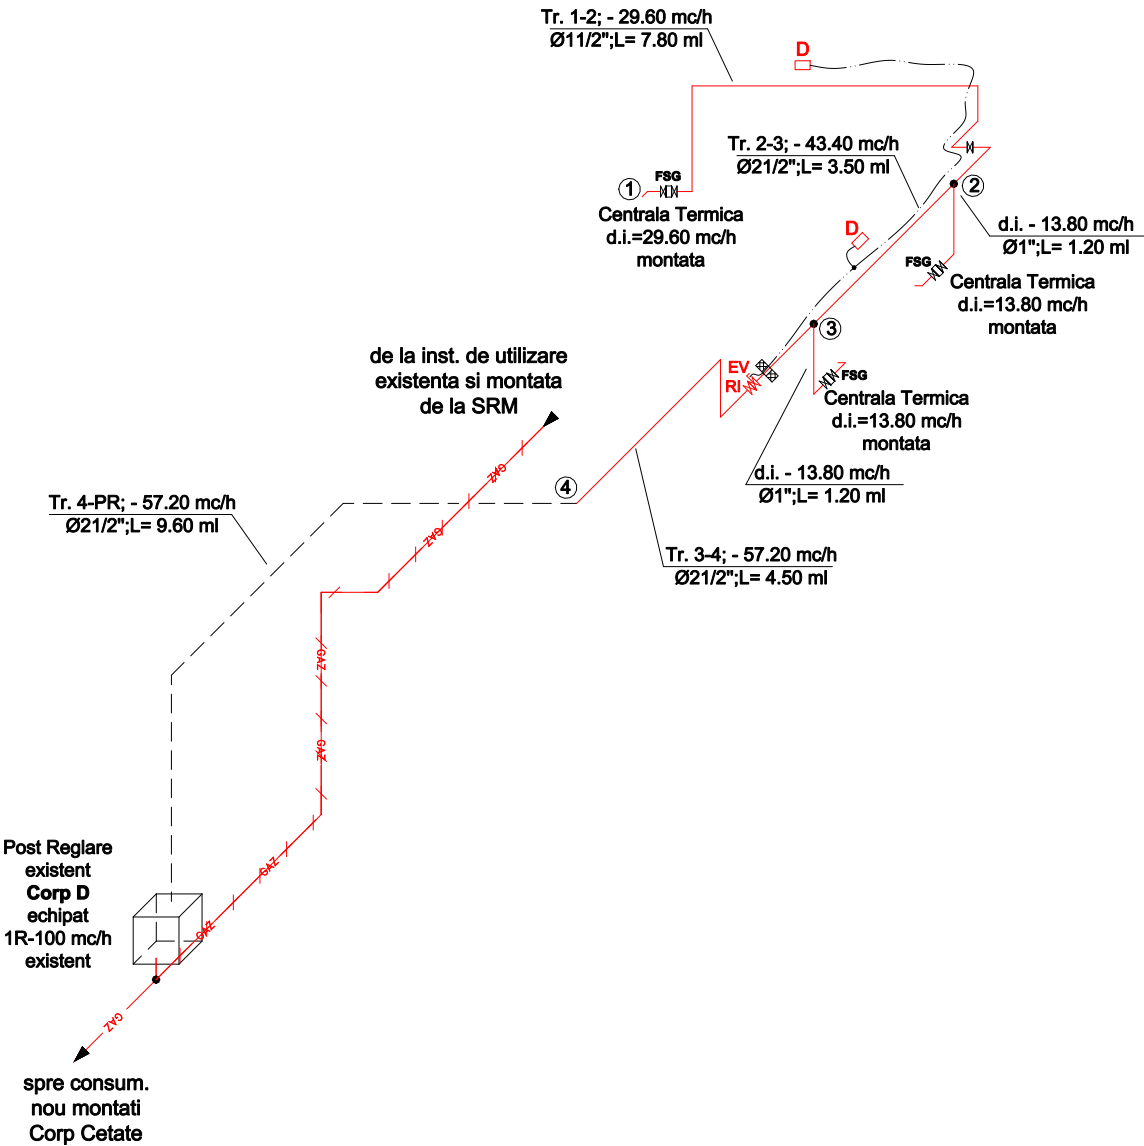 Tr. 1-2; - 29.60 mc/h
Ø11/2";L= 7.80 ml
D
Tr. 2-3; - 43.40 mc/h
Ø21/2";L= 3.50 ml
FSG
1
Centrala Termica
d.i.=29.60 mc/h
montata
2
d.i. - 13.80 mc/h
Ø1";L= 1.20 ml
D
FSG
Centrala Termica
d.i.=13.80 mc/h
montata
3
de la inst. de utilizare
existenta si montata
de la SRM
EV
RI
FSG
Centrala Termica
d.i.=13.80 mc/h
montata
d.i. - 13.80 mc/h
Ø1";L= 1.20 ml
GAZ
4
Tr. 4-PR; - 57.20 mc/h
Ø21/2";L= 9.60 ml
GAZ
Tr. 3-4; - 57.20 mc/h
Ø21/2";L= 4.50 ml
GAZ
GAZ
GAZ
Post Reglare
existent
Corp D
echipat
1R-100 mc/h
existent
GAZ
GAZ
spre consum.
nou montati
Corp Cetate